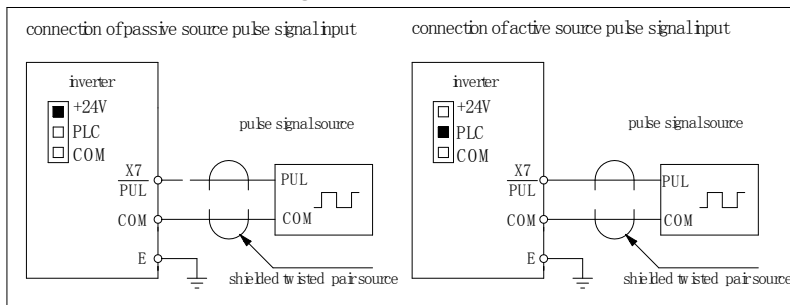 connection of passive source pulse signal input
inverter
+24V
PLC
COM
X7
PUL
COM
E
pulse signal source
PUL
COM
shielded twisted pair source
connection of active source pulse signal input
inverter
+24V
PLC
COM
X7
PUL
COM
E
pulse signal source
PUL
COM
shielded twisted pair source